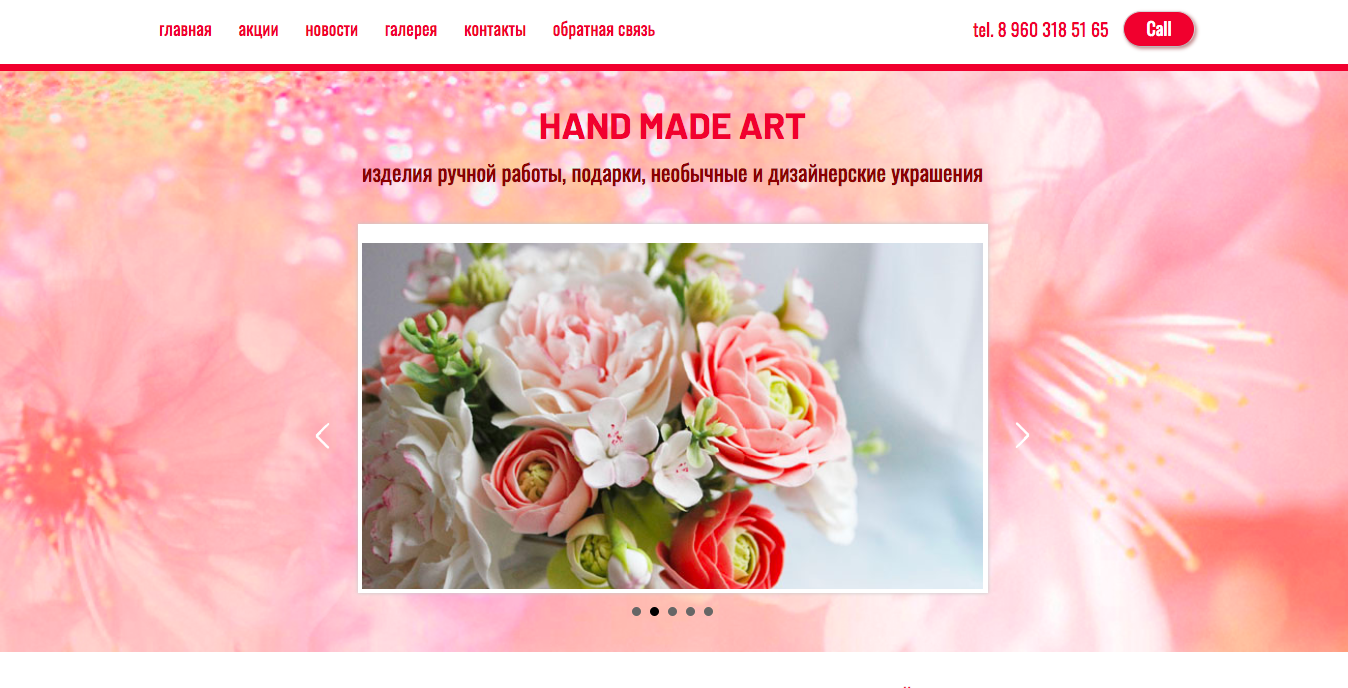 главная акции новости галерея контакты обратная связь tel. 8 960 318 51 65 Call
HAND MADE ART
изделия ручной работы, подарки, необычные и дизайнерские украшения